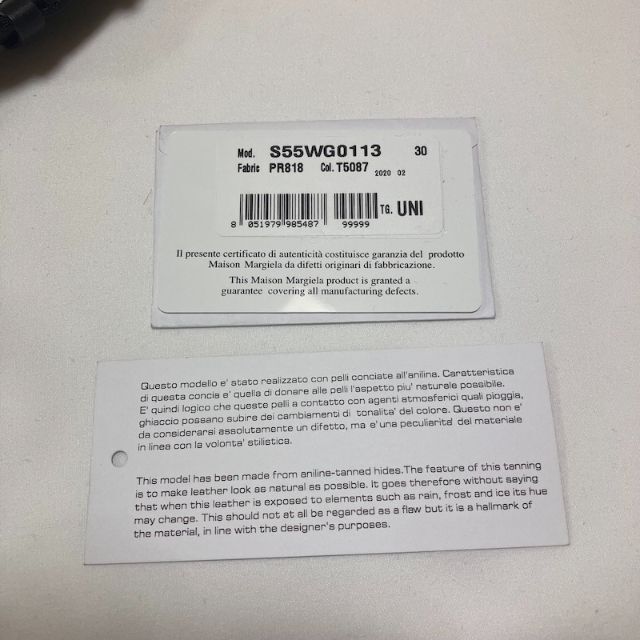 Mod. S55WG0113 30
Fabric PR818 Col. T5087 2020 02
8 051979 985487 99999 TG. UNI
Il presente certificato di autenticità costituisce garanzia del prodotto
Maison Margiela da difetti originari di fabbricazione.
This Maison Margiela product is granted a
guarantee covering all manufacturing defects.
Questo modello e' stato realizzato con pelli conciate all'anilina. Caratteristica
di questa concia e' quella di donare alle pelli l'aspetto piu' naturale possibile.
E' quindi logico che queste pelli a contatto con agenti atmosferici quali pioggia,
ghiaccio possano subire dei cambiamenti di tonalita' del colore. Questo non e'
da considerarsi assolutamente un difetto, ma e'una peculiarita' del materiale
in linea con la volonta' stilistica.
This model has been made from aniline-tanned hides.The feature of this tanning
is to make leather look as natural as possible. It goes therefore without saying
that when this leather is exposed to elements such as rain, frost and ice its hue
may change. This should not at all be regarded as a flaw but it is a hallmark of
the material, in line with the designer's purposes.